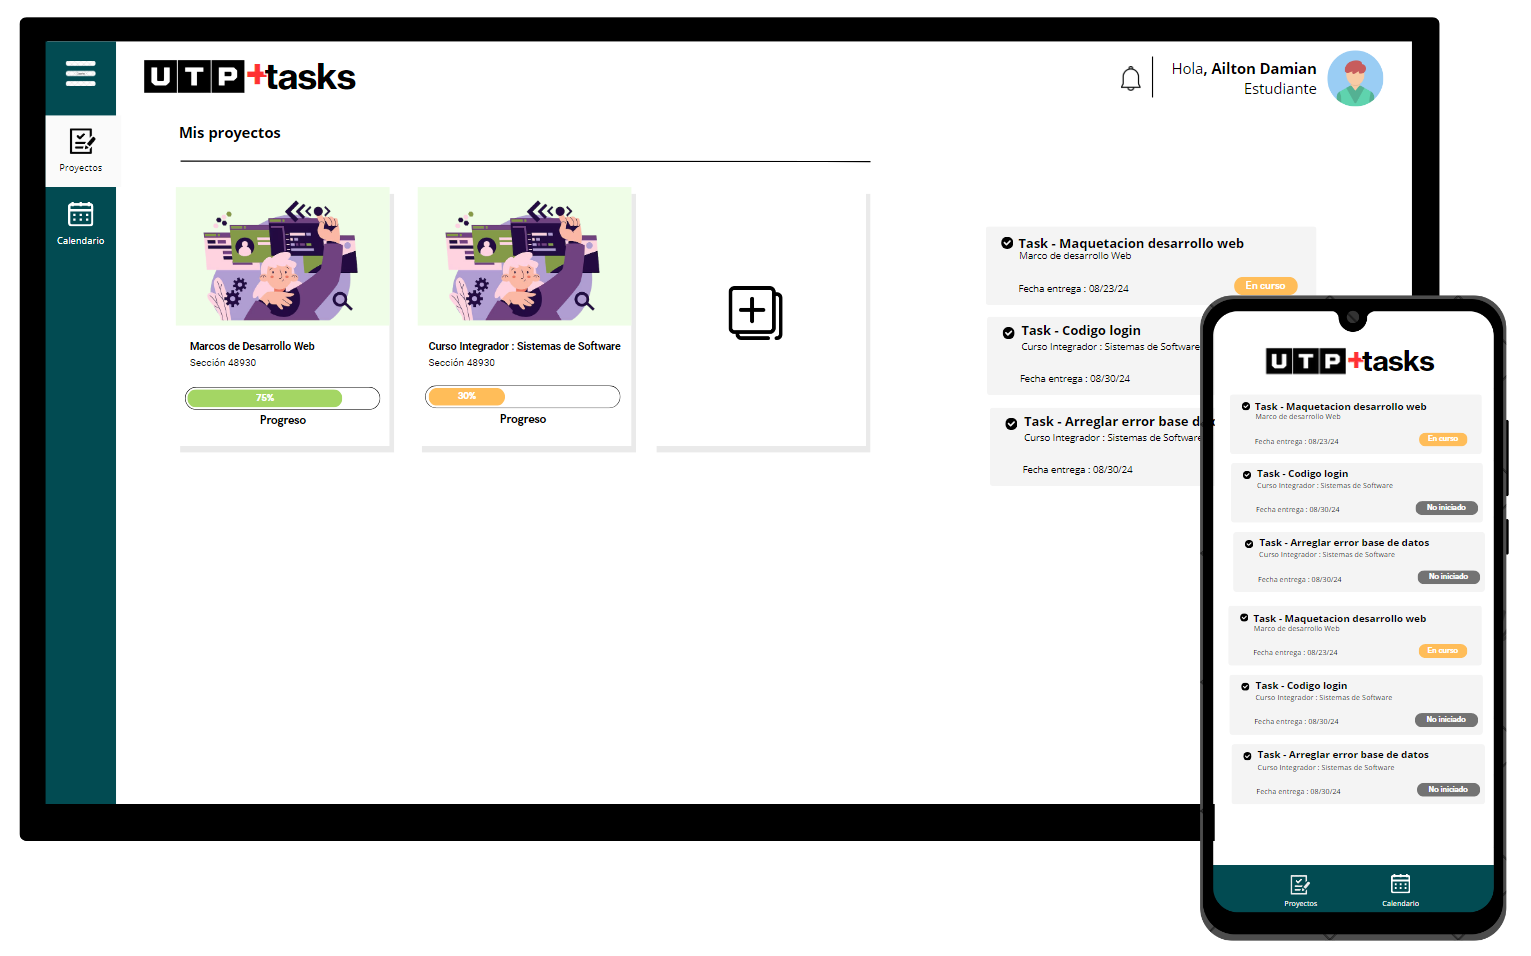 UTP+tasks
Hola, Ailton Damian
Estudiante
Proyectos
Calendario
Mis proyectos
Marcos de Desarrollo Web
Sección 48930
75%
Progreso
Curso Integrador : Sistemas de Software
Sección 48930
30%
Progreso
Task - Maquetacion desarrollo web
Marco de desarrollo Web
Fecha entrega : 08/23/24
En curso
Task - Codigo login
Curso Integrador : Sistemas de Software
Fecha entrega : 08/30/24
Task - Arreglar error base d
Curso Integrador : Sistemas de Software
Fecha entrega : 08/30/24
UTP+tasks
Task - Maquetacion desarrollo web
Marco de desarrollo Web
Fecha entrega : 08/23/24
En curso
Task - Codigo login
Curso Integrador : Sistemas de Software
Fecha entrega : 08/30/24
No iniciado
Task - Arreglar error base de datos
Curso Integrador : Sistemas de Software
Fecha entrega : 08/30/24
No iniciado
Task - Maquetacion desarrollo web
Marco de desarrollo Web
Fecha entrega : 08/23/24
En curso
Task - Codigo login
Curso Integrador : Sistemas de Software
Fecha entrega : 08/30/24
No iniciado
Task - Arreglar error base de datos
Curso Integrador : Sistemas de Software
Fecha entrega : 08/30/24
No iniciado
Proyectos
Calendario